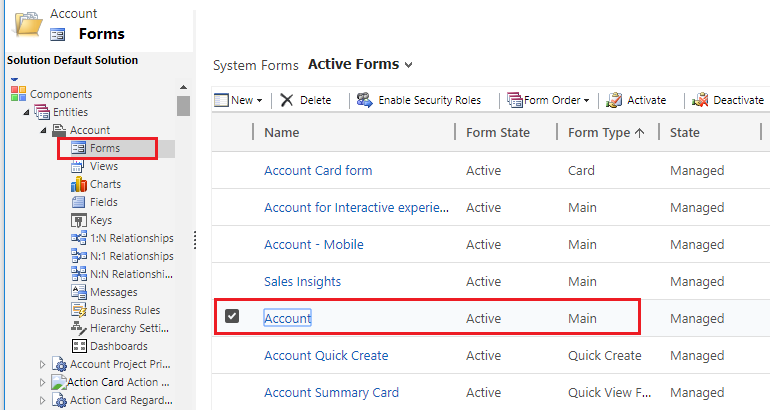 Account
Forms
Solution Default Solution
Components
Entities
Account
Forms
Views
Charts
Fields
Keys
1:N Relationships
N:1 Relationships
N:N Relationshi...
Messages
Business Rules
Hierarchy Setti...
Dashboards
Account Project Pri...
Action Card Action ...
Action Card Regard...
System Forms Active Forms
New Delete Enable Security Roles Form Order Activate Deactivate
Name Form State Form Type ↑ State
Account Card form Active Card Managed
Account for Interactive experie... Active Main Managed
Account - Mobile Active Main Managed
Sales Insights Active Main Managed
Account Active Main Managed
Account Quick Create Active Quick Create Managed
Account Summary Card Active Quick View F... Managed